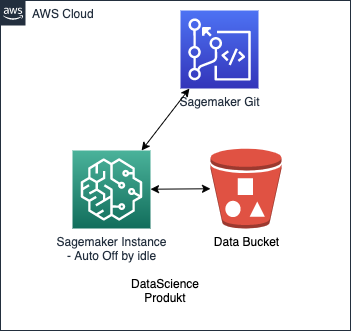 aws
AWS Cloud
Sagemaker Git
Sagemaker Instance
- Auto Off by idle
Data Bucket
DataScience
Produkt